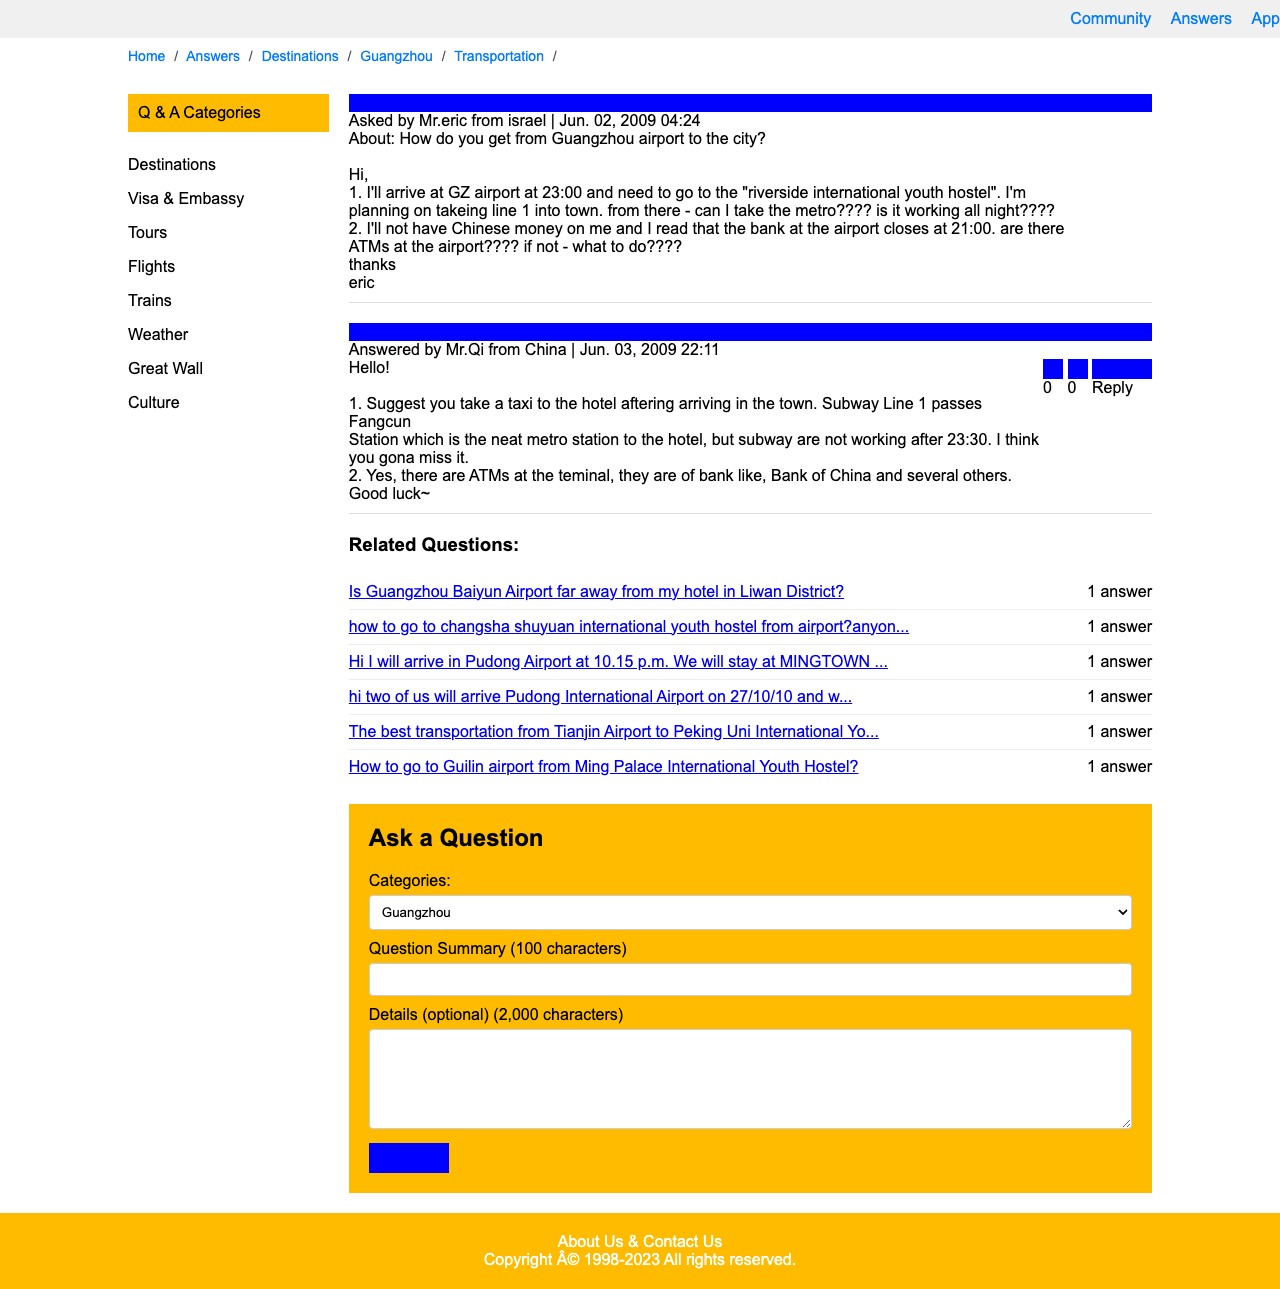 Community Answers App
Home / Answers / Destinations / Guangzhou / Transportation /
Q & A Categories
Destinations
Visa & Embassy
Tours
Flights
Trains
Weather
Great Wall
Culture
Asked by Mr.eric from israel | Jun. 02, 2009 04:24
About: How do you get from Guangzhou airport to the city?
Hi,
1. I'll arrive at GZ airport at 23:00 and need to go to the "riverside international youth hostel". I'm
planning on takeing line 1 into town. from there - can I take the metro???? is it working all night????
2. I'll not have Chinese money on me and I read that the bank at the airport closes at 21:00. are there
ATMs at the airport???? if not - what to do????
thanks
eric
Answered by Mr.Qi from China | Jun. 03, 2009 22:11
Hello!
0 0 Reply
1. Suggest you take a taxi to the hotel aftering arriving in the town. Subway Line 1 passes
Fangcun
Station which is the neat metro station to the hotel, but subway are not working after 23:30. I think
you gona miss it.
2. Yes, there are ATMs at the teminal, they are of bank like, Bank of China and several others.
Good luck~
Related Questions:
Is Guangzhou Baiyun Airport far away from my hotel in Liwan District? 1 answer
how to go to changsha shuyuan international youth hostel from airport?anyon... 1 answer
Hi I will arrive in Pudong Airport at 10.15 p.m. We will stay at MINGTOWN ... 1 answer
hi two of us will arrive Pudong International Airport on 27/10/10 and w... 1 answer
The best transportation from Tianjin Airport to Peking Uni International Yo... 1 answer
How to go to Guilin airport from Ming Palace International Youth Hostel? 1 answer
Ask a Question
Categories:
Guangzhou
Question Summary (100 characters)
Details (optional) (2,000 characters)
About Us & Contact Us
Copyright Â© 1998-2023 All rights reserved.